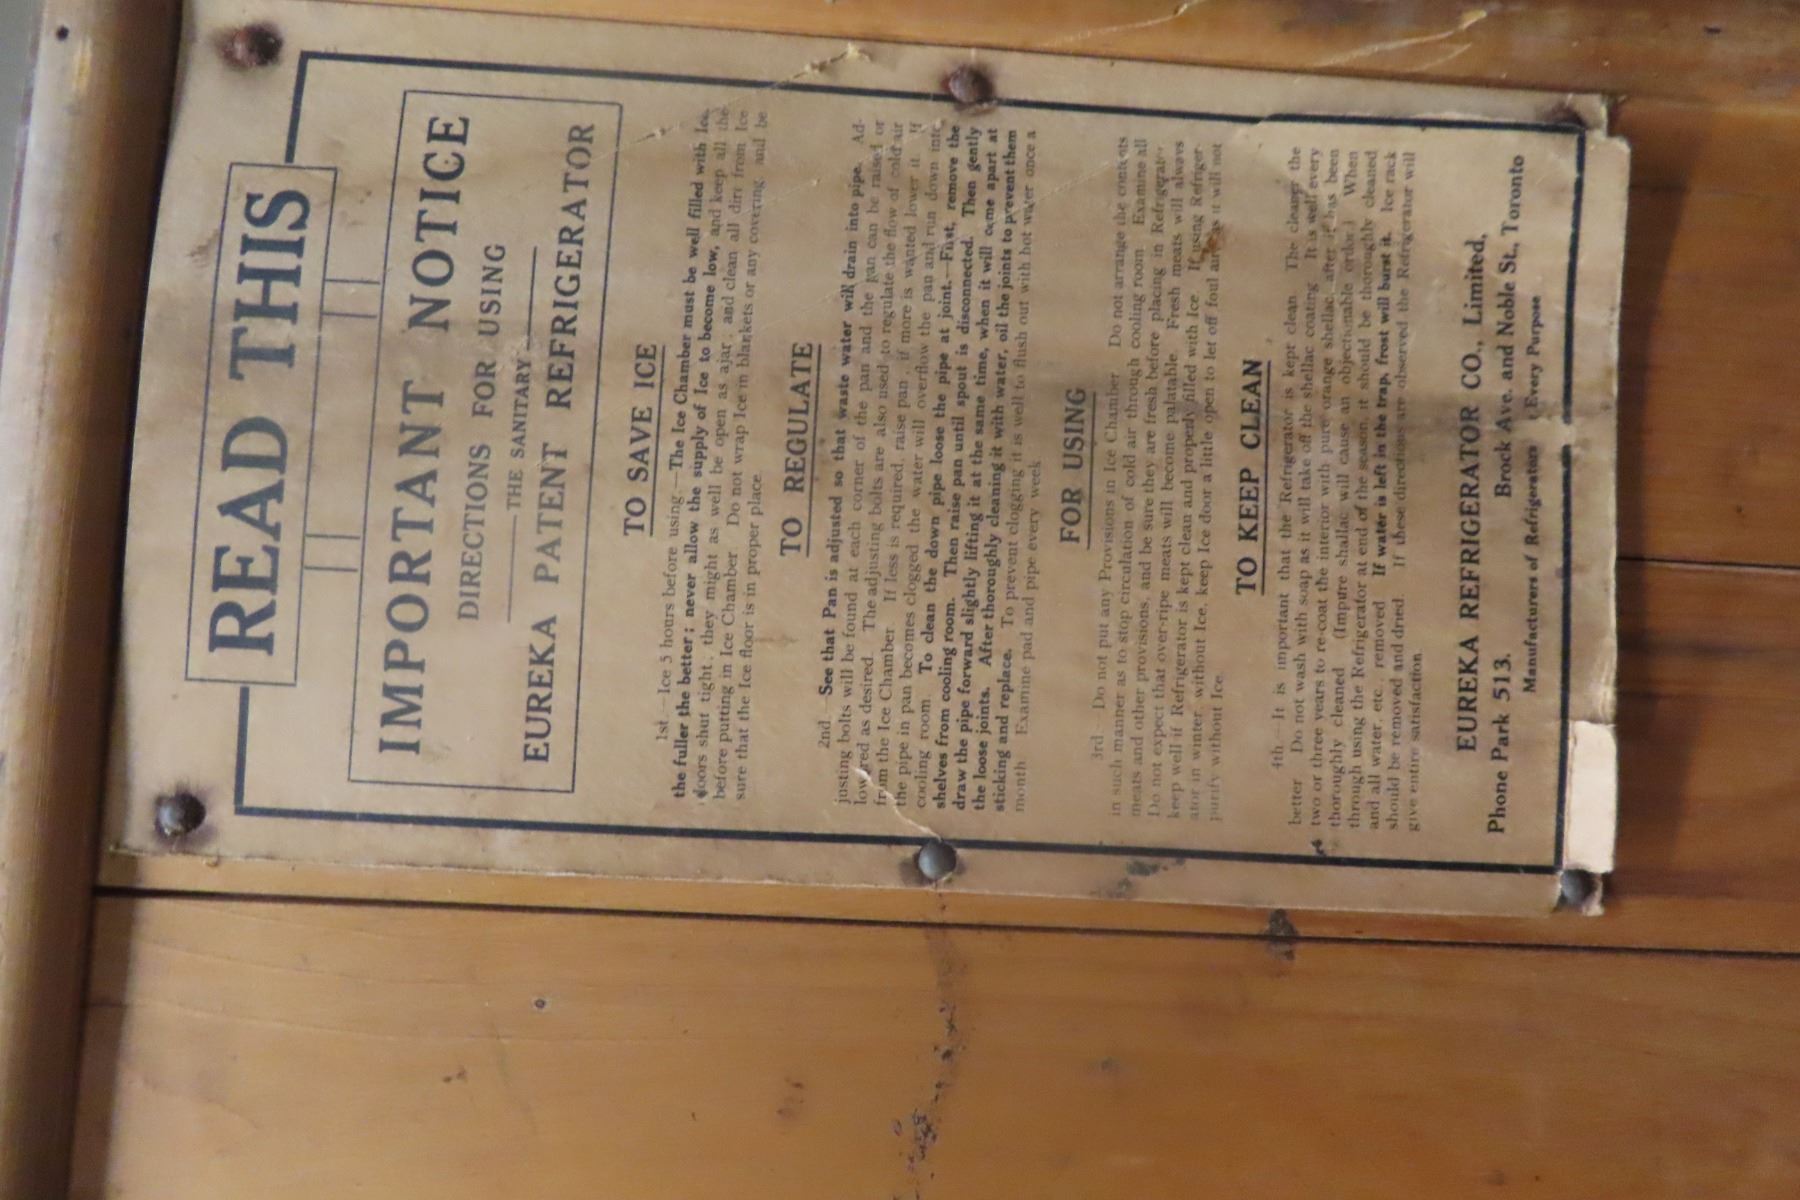 READ THIS
IMPORTANT NOTICE
DIRECTIONS FOR USING
THE SANITARY
EUREKA PATENT REFRIGERATOR
TO SAVE ICE
1st.—Ice 5 hours before using.—The Ice Chamber must be well filled with Ice,
the fuller the better; never allow the supply of Ice to become low, and keep all the
doors shut tight, they might as well be open as ajar, and clean all dirt from Ice
before putting in Ice Chamber. Do not wrap Ice in blankets or any covering, and be
sure that the Ice floor is in proper place.
TO REGULATE
2nd.—See that Pan is adjusted so that waste water will drain into pipe. Ad-
justing bolts will be found at each corner of the pan and the pan can be raised or
lowered as desired. The adjusting bolts are also used to regulate the flow of cold air
from the Ice Chamber. If less is required, raise pan, if more is wanted lower it. If
the pipe in pan becomes clogged the water will overflow the pan and run down into
cooling room. To clean the down pipe loose the pipe at joint.—First, remove the
shelves from cooling room. Then raise pan until spout is disconnected. Then gently
draw the pipe forward slightly lifting it at the same time, when it will come apart at
the loose joints. After thoroughly cleaning it with water, oil the joints to prevent them
sticking and replace. To prevent clogging it is well to flush out with hot water once a
month. Examine pad and pipe every week.
FOR USING
3rd.—Do not put any Provisions in Ice Chamber. Do not arrange the contents
in such manner as to stop circulation of cold air through cooling room. Examine all
meats and other provisions, and be sure they are fresh before placing in Refrigerator.
Do not expect that over-ripe meats will become palatable. Fresh meats will always
keep well if Refrigerator is kept clean and properly filled with Ice. If using Refriger-
ator in winter, without Ice, keep Ice door a little open to let off foul air as it will not
purify without Ice.
TO KEEP CLEAN
4th.—It is important that the Refrigerator is kept clean. The cleaner the
better. Do not wash with soap as it will take off the shellac coating. It is well every
two or three years to re-coat the interior with pure orange shellac, after it has been
thoroughly cleaned. (Impure shallac will cause an objectionable ordor.) When
through using the Refrigerator at end of the season, it should be thoroughly cleaned
and all water, etc., removed. If water is left in the trap, frost will burst it. Ice rack
should be removed and dried. If these directions are observed the Refrigerator will
give entire satisfaction.
EUREKA REFRIGERATOR CO., Limited,
Phone Park 513. Brock Ave. and Noble St., Toronto
Manufacturers of Refrigerators Every Purpose